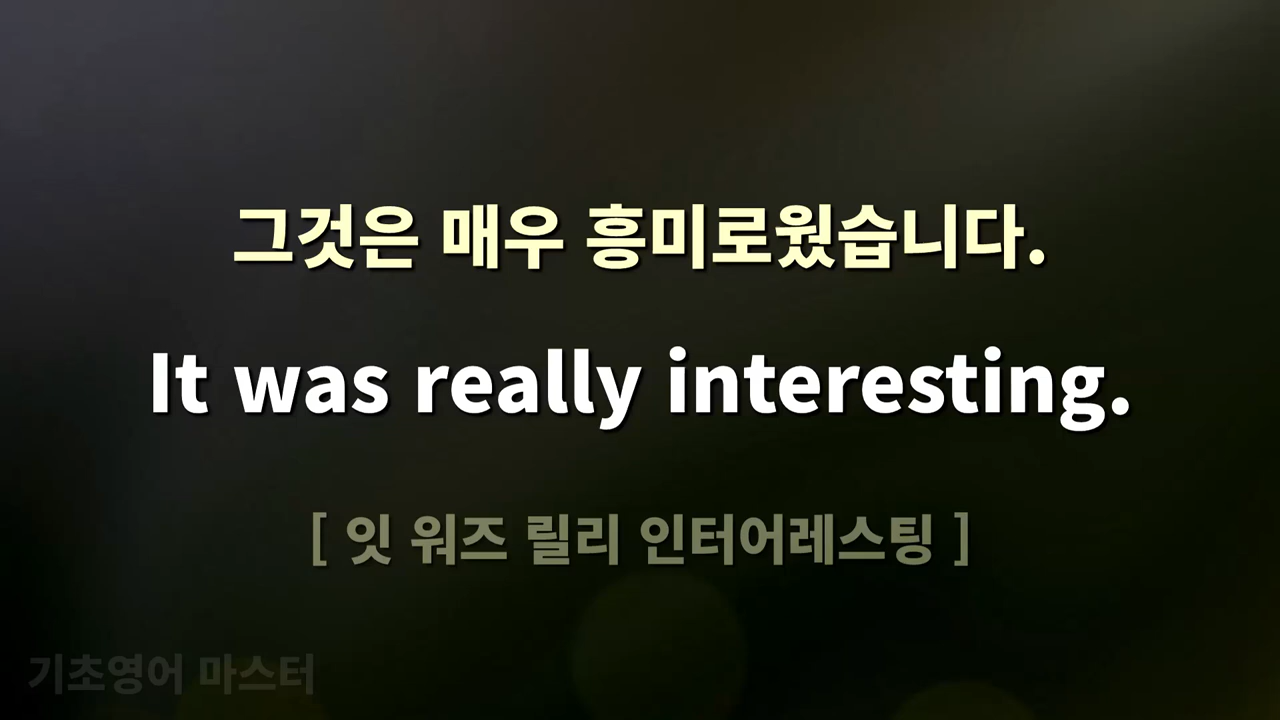 그것은 매우 흥미로웠습니다.
It was really interesting.
[ 잇 워즈 릴리 인터어레스팅 ]
기초영어 마스터